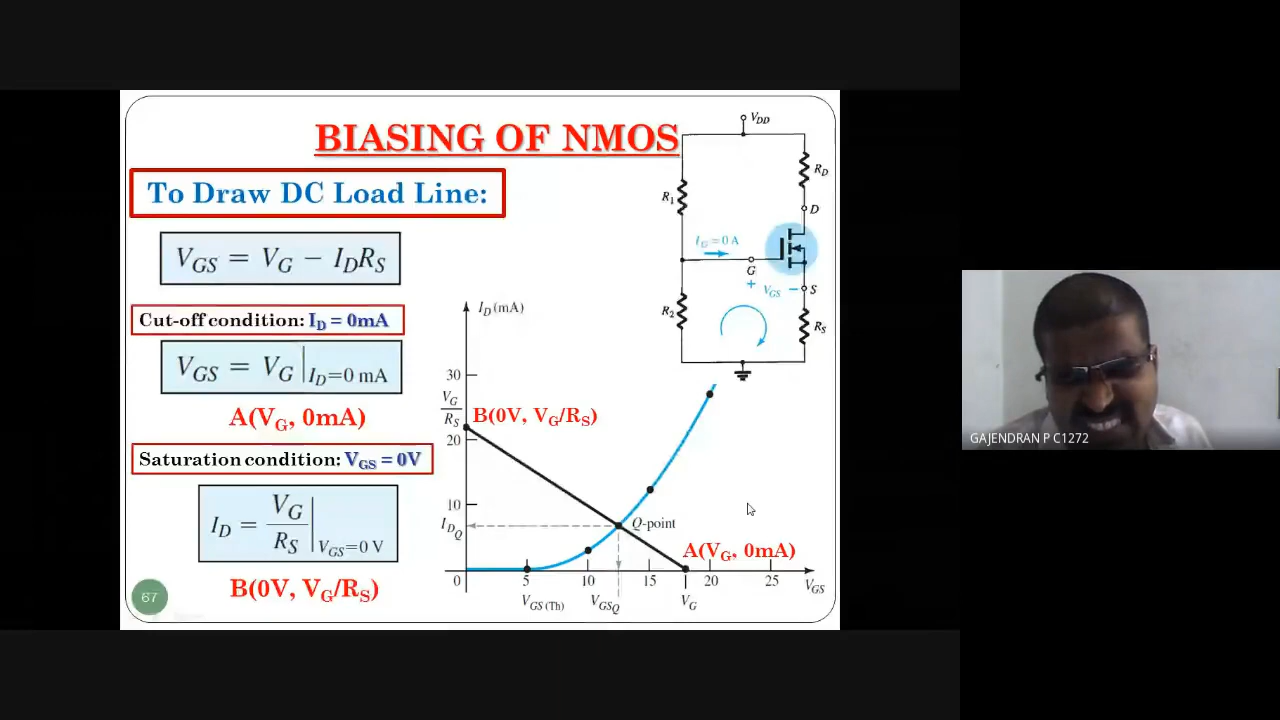 BIASING OF NMOS
To Draw DC Load Line:
V_GS = V_G − I_D R_S
Cut-off condition: I_D = 0mA
V_GS = V_G | I_D=0 mA
A(V_G, 0mA)
Saturation condition: V_GS = 0V
I_D = V_G / R_S | V_GS=0 V
B(0V, V_G/R_S)
67
V_DD
R_1
R_D
D
I_G = 0 A
G
+
V_GS
−
S
R_2
R_S
I_D (mA)
30
V_G / R_S
B(0V, V_G/R_S)
20
10
I_DQ
Q-point
A(V_G, 0mA)
0
5
10
15
20
25
V_GS
V_GS (Th)
V_GSQ
V_G
GAJENDRAN P C1272